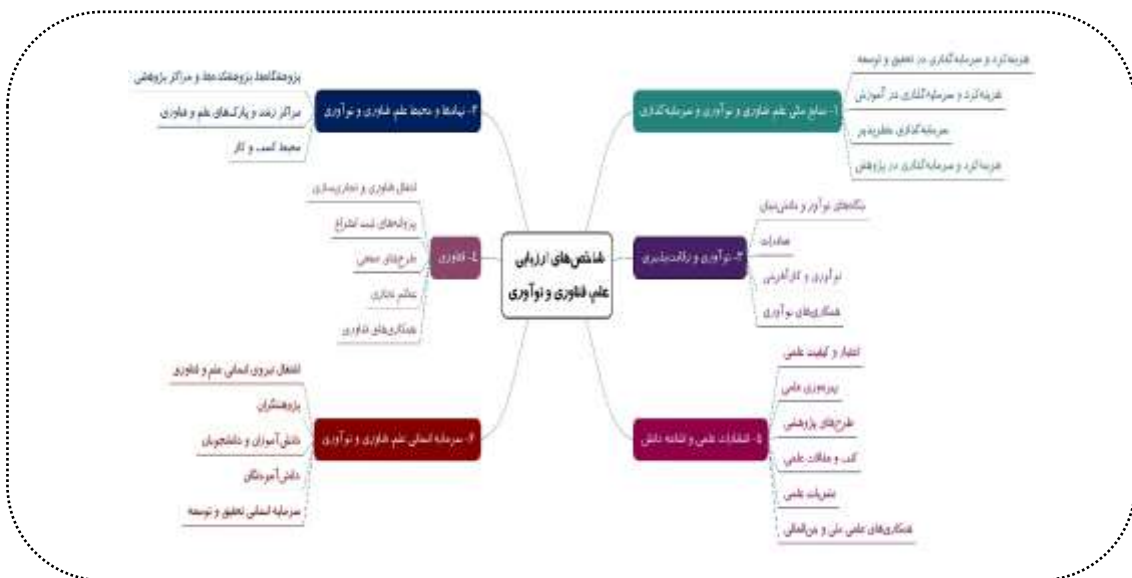 شاخص‌های ارزیابی
علم، فناوری و نوآوری
۱- منابع مالی علم فناوری و نوآوری و سرمایه‌گذاری
هزینه‌کرد و سرمایه‌گذاری در تحقیق و توسعه
هزینه‌کرد و سرمایه‌گذاری در آموزش
سرمایه‌گذاری خطرپذیر
هزینه‌کرد و سرمایه‌گذاری در پژوهش
۲- نهادها و محیط علم فناوری و نوآوری
پژوهشگاه‌ها، پژوهشکده‌ها و مراکز پژوهشی
مراکز رشد و پارک‌های علم و فناوری
محیط کسب و کار
۳- نوآوری و رقابت‌پذیری
بنگاه‌های نوآور و دانش‌بنیان
صادرات
نوآوری و کارآفرینی
همکاری‌های نوآوری
۴- فناوری
انتقال فناوری و تجاری‌سازی
پروانه‌های ثبت اختراع
طرح‌های صنعتی
علائم تجاری
همکاری‌های فناوری
۵- انتشارات علمی و اشاعه دانش
اعتبار و کیفیت علمی
بهره‌وری علمی
طرح‌های پژوهشی
کتب و مقالات علمی
نشریات علمی
همکاری‌های علمی ملی و بین‌المللی
۶- سرمایه انسانی علم فناوری و نوآوری
اشتغال نیروی انسانی علم و فناوری
پژوهشگران
دانش‌آموزان و دانشجویان
دانش‌آموختگان
سرمایه انسانی تحقیق و توسعه